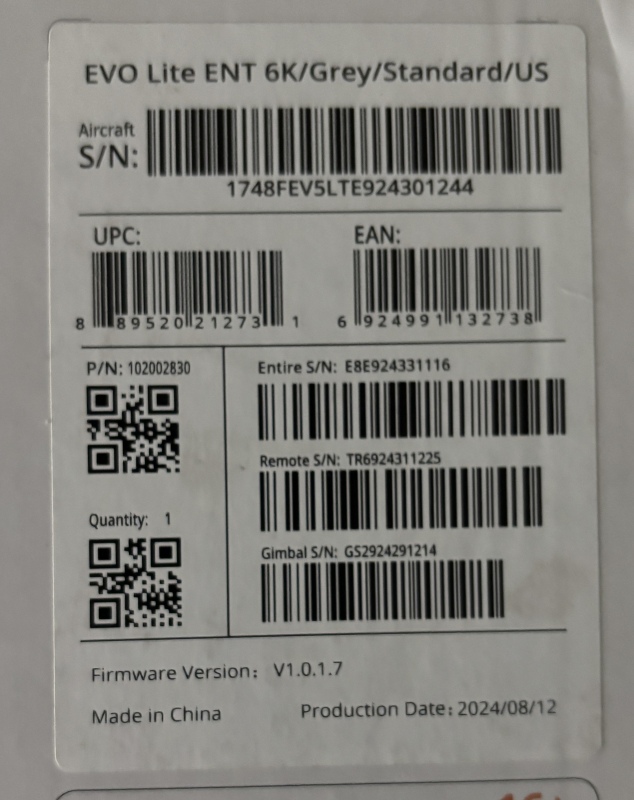 EVO Lite ENT 6K/Grey/Standard/US
Aircraft
S/N:
1748FEV5LTE924301244
UPC:
8 89520 21273 1
EAN:
6 924991 132738
P/N: 102002830
Entire S/N: E8E924331116
Remote S/N: TR6924311225
Quantity: 1
Gimbal S/N: GS2924291214
Firmware Version: V1.0.1.7
Made in China
Production Date: 2024/08/12